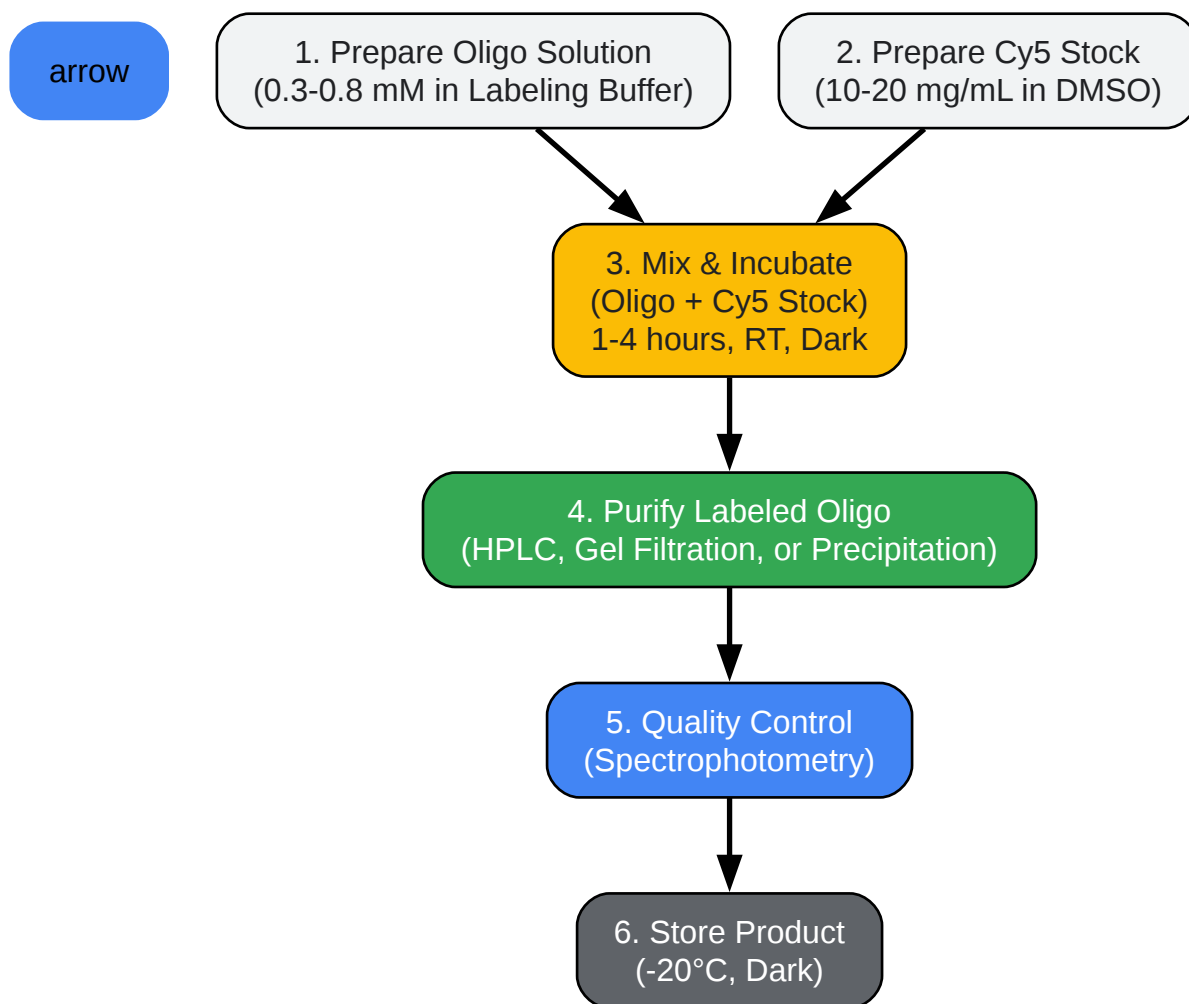 arrow
1. Prepare Oligo Solution
(0.3-0.8 mM in Labeling Buffer)
2. Prepare Cy5 Stock
(10-20 mg/mL in DMSO)
3. Mix & Incubate
(Oligo + Cy5 Stock)
1-4 hours, RT, Dark
4. Purify Labeled Oligo
(HPLC, Gel Filtration, or Precipitation)
5. Quality Control
(Spectrophotometry)
6. Store Product
(-20°C, Dark)